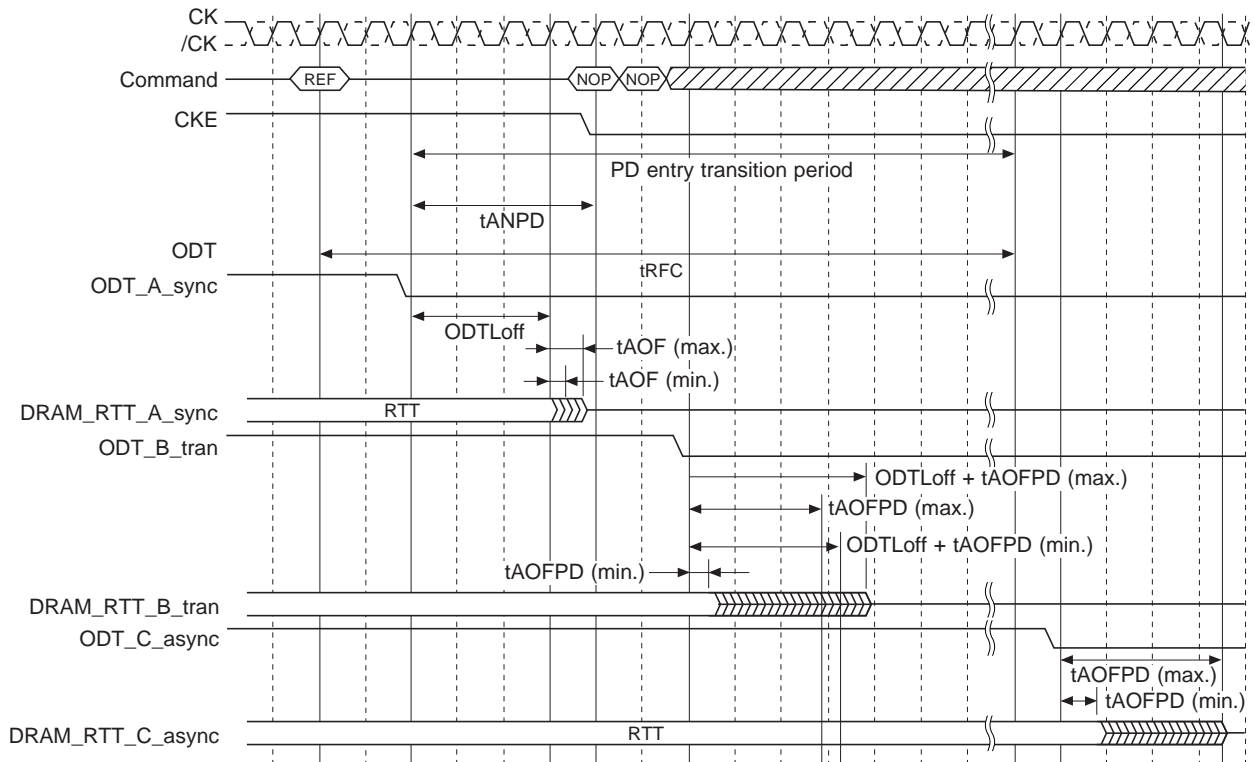 CK
/CK
Command
REF
NOP
NOP
CKE
PD entry transition period
tANPD
ODT
tRFC
ODT_A_sync
ODTLoff
tAOF (max.)
tAOF (min.)
DRAM_RTT_A_sync
RTT
ODT_B_tran
ODTLoff + tAOFPD (max.)
tAOFPD (max.)
ODTLoff + tAOFPD (min.)
tAOFPD (min.)
DRAM_RTT_B_tran
ODT_C_async
tAOFPD (max.)
tAOFPD (min.)
DRAM_RTT_C_async
RTT